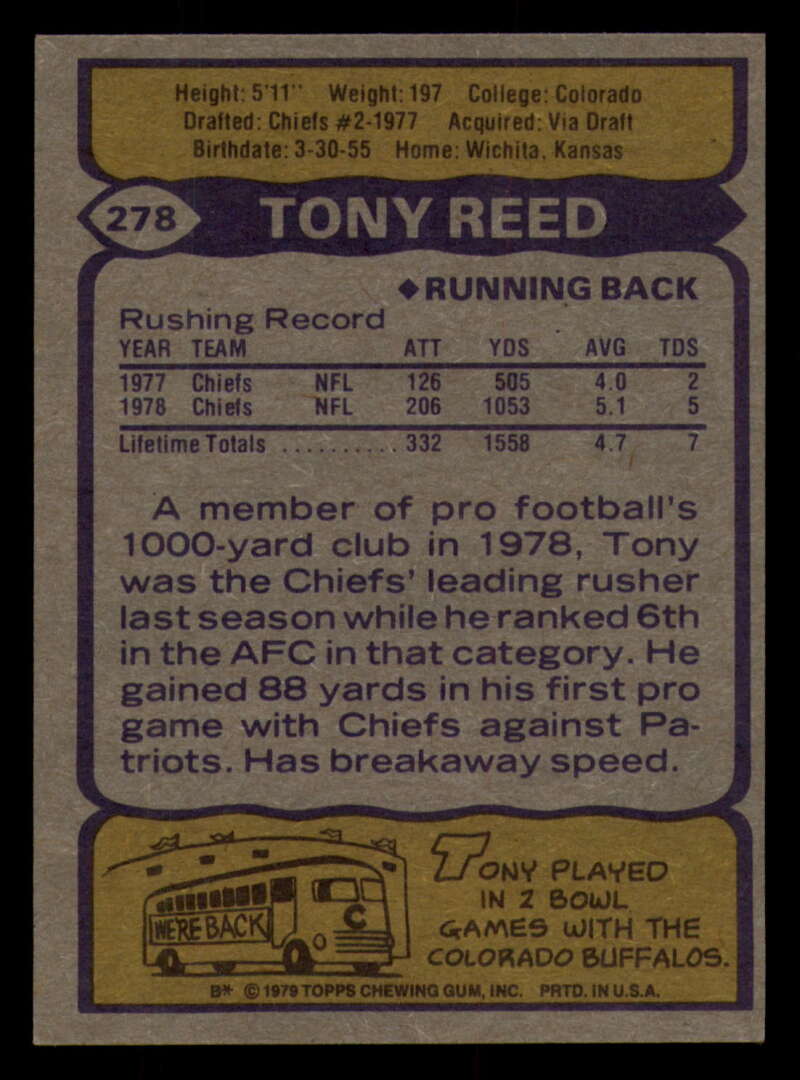 Height: 5'11" Weight: 197 College: Colorado
Drafted: Chiefs #2-1977 Acquired: Via Draft
Birthdate: 3-30-55 Home: Wichita, Kansas
278 TONY REED
◆RUNNING BACK
Rushing Record
YEAR TEAM ATT YDS AVG TDS
1977 Chiefs NFL 126 505 4.0 2
1978 Chiefs NFL 206 1053 5.1 5
Lifetime Totals .......... 332 1558 4.7 7
A member of pro football's
1000-yard club in 1978, Tony
was the Chiefs' leading rusher
last season while he ranked 6th
in the AFC in that category. He
gained 88 yards in his first pro
game with Chiefs against Pa-
triots. Has breakaway speed.
WE'RE BACK
C
TONY PLAYED
IN 2 BOWL
GAMES WITH THE
COLORADO BUFFALOS.
B* © 1979 TOPPS CHEWING GUM, INC. PRTD. IN U.S.A.